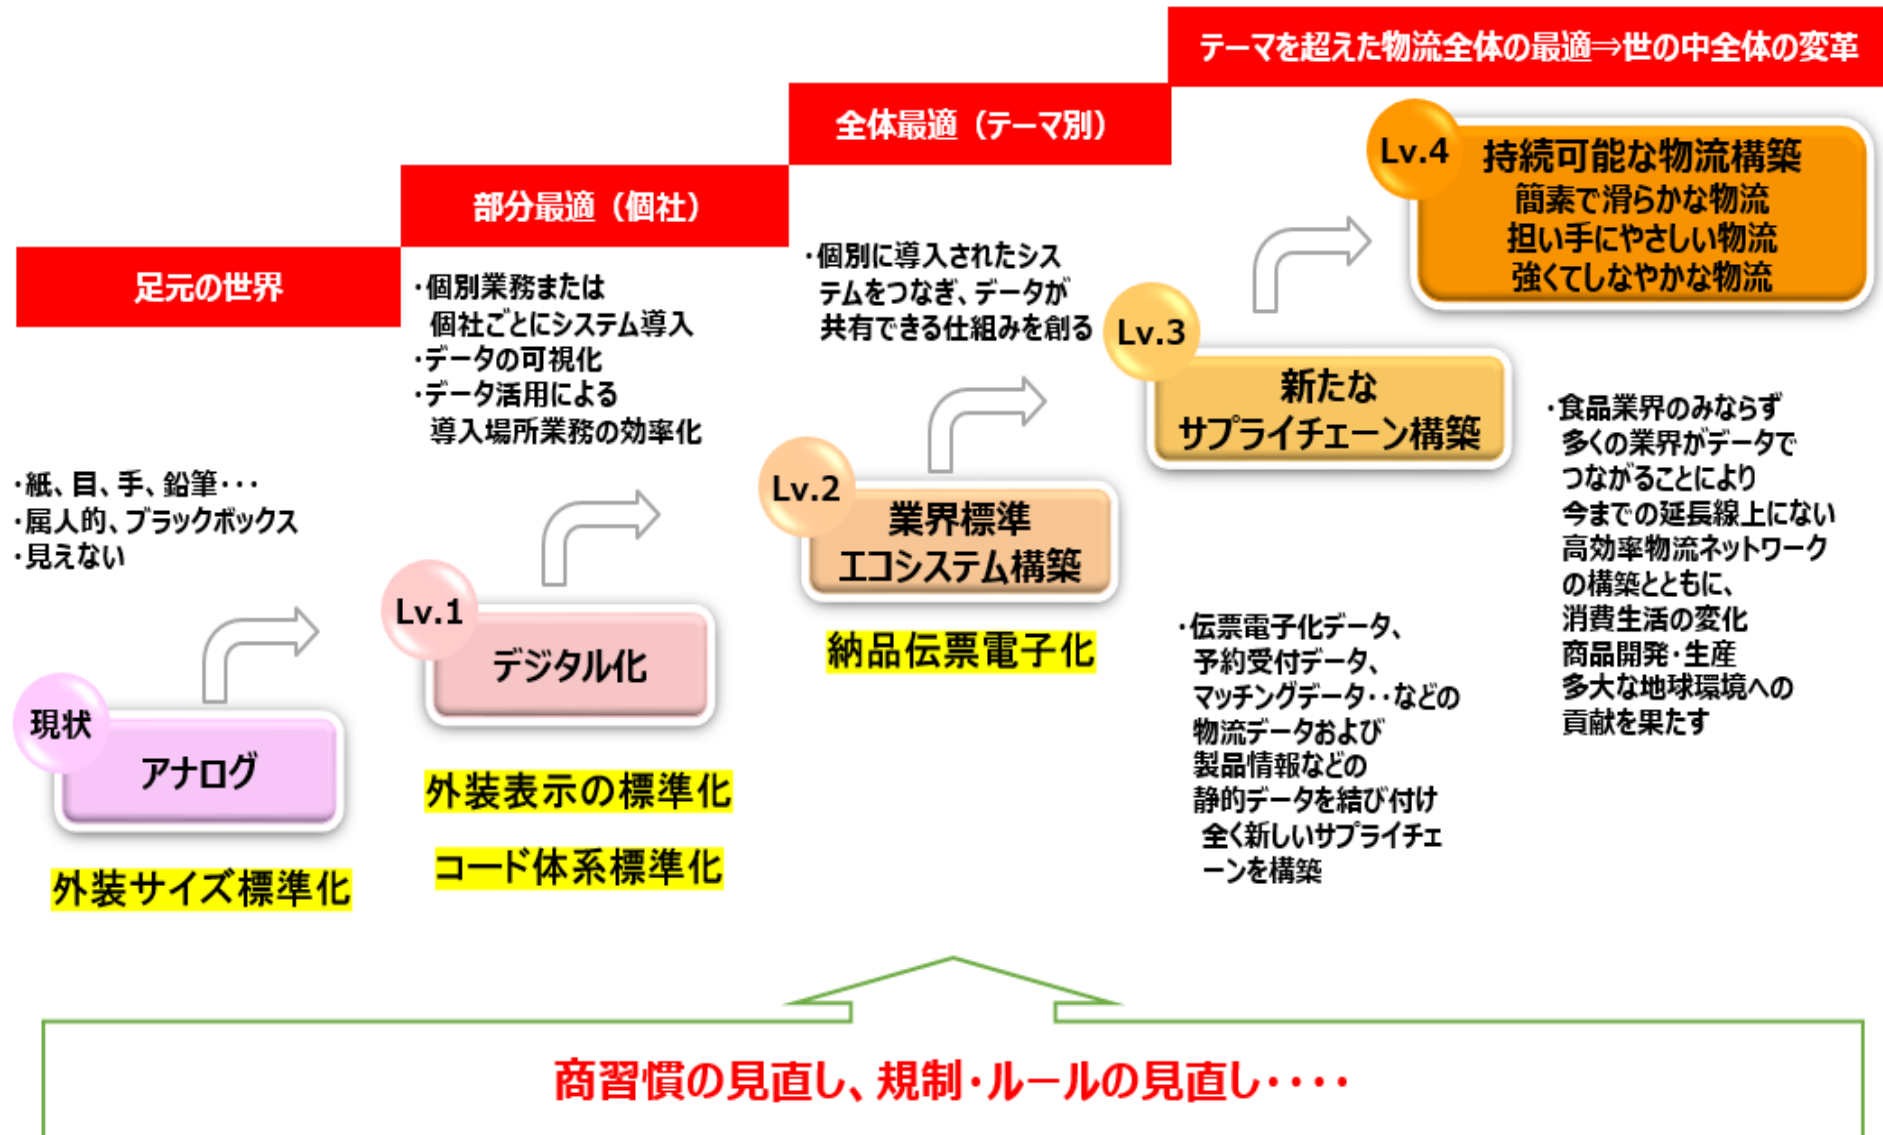 テーマを超えた物流全体の最適⇒世の中全体の変革
全体最適（テーマ別）
部分最適（個社）
足元の世界
・紙、目、手、鉛筆・・・
・属人的、ブラックボックス
・見えない
現状
アナログ
外装サイズ標準化
・個別業務または
個社ごとにシステム導入
・データの可視化
・データ活用による
導入場所業務の効率化
Lv.1
デジタル化
外装表示の標準化
コード体系標準化
・個別に導入されたシス
テムをつなぎ、データが
共有できる仕組みを創る
Lv.2
業界標準
エコシステム構築
納品伝票電子化
Lv.3
新たな
サプライチェーン構築
・伝票電子化データ、
予約受付データ、
マッチングデータ・・などの
物流データおよび
製品情報などの
静的データを結び付け
全く新しいサプライチェ
ーンを構築
Lv.4
持続可能な物流構築
簡素で滑らかな物流
担い手にやさしい物流
強くてしなやかな物流
・食品業界のみならず
多くの業界がデータで
つながることにより
今までの延長線上にない
高効率物流ネットワーク
の構築とともに、
消費生活の変化
商品開発・生産
多大な地球環境への
貢献を果たす
商習慣の見直し、規制・ルールの見直し・・・・